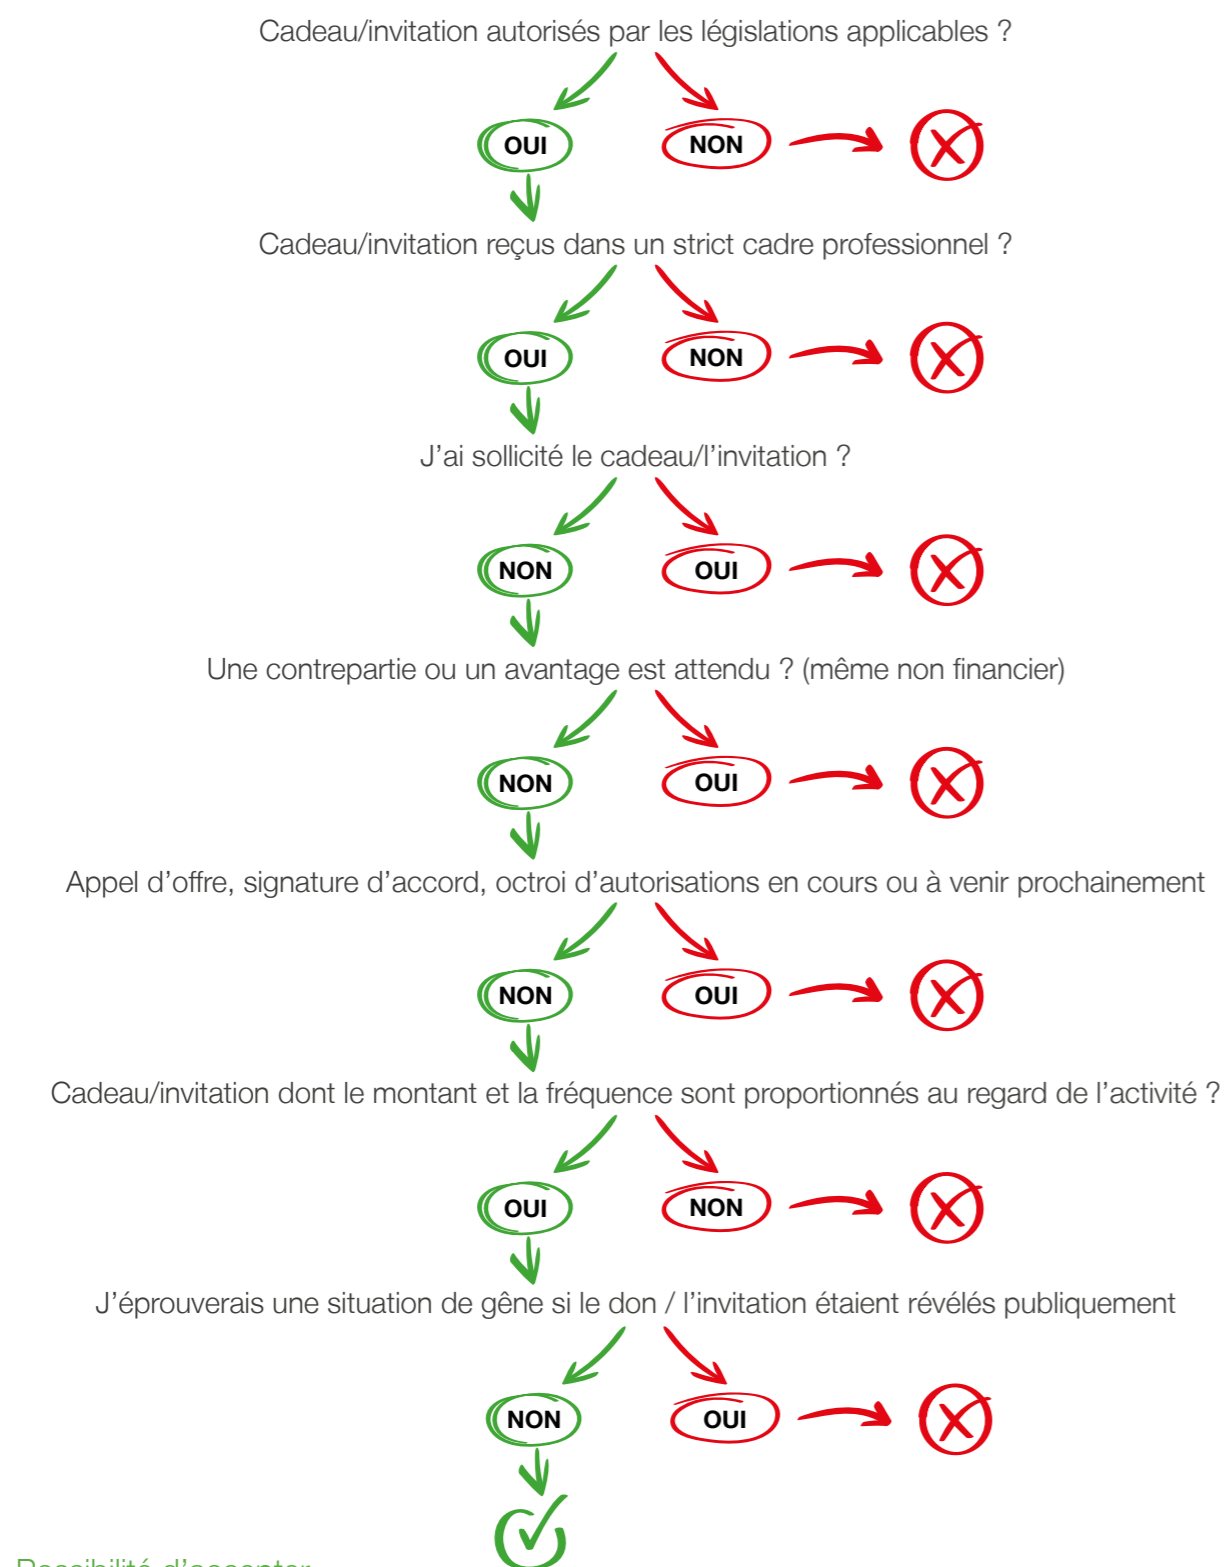 Cadeau/invitation autorisés par les législations applicables ?
OUI NON
Cadeau/invitation reçus dans un strict cadre professionnel ?
OUI NON
J’ai sollicité le cadeau/l’invitation ?
NON OUI
Une contrepartie ou un avantage est attendu ? (même non financier)
NON OUI
Appel d’offre, signature d’accord, octroi d’autorisations en cours ou à venir prochainement
NON OUI
Cadeau/invitation dont le montant et la fréquence sont proportionnés au regard de l’activité ?
OUI NON
J’éprouverais une situation de gêne si le don / l’invitation étaient révélés publiquement
NON OUI
Possibilité d’accepter